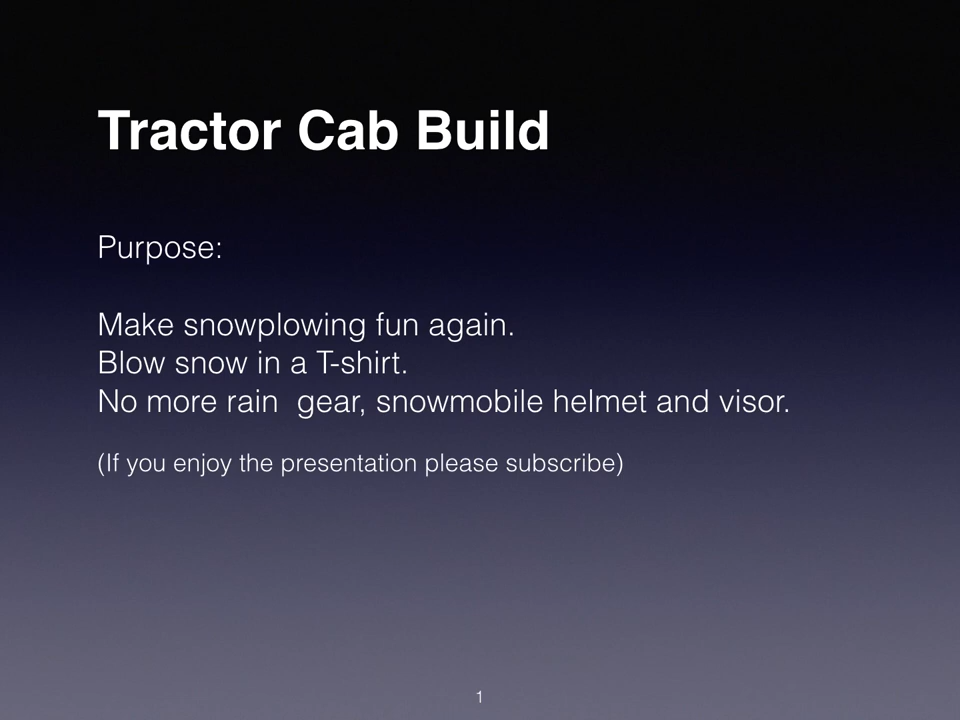 Tractor Cab Build
Purpose:
Make snowplowing fun again.
Blow snow in a T-shirt.
No more rain  gear, snowmobile helmet and visor.
(If you enjoy the presentation please subscribe)
1